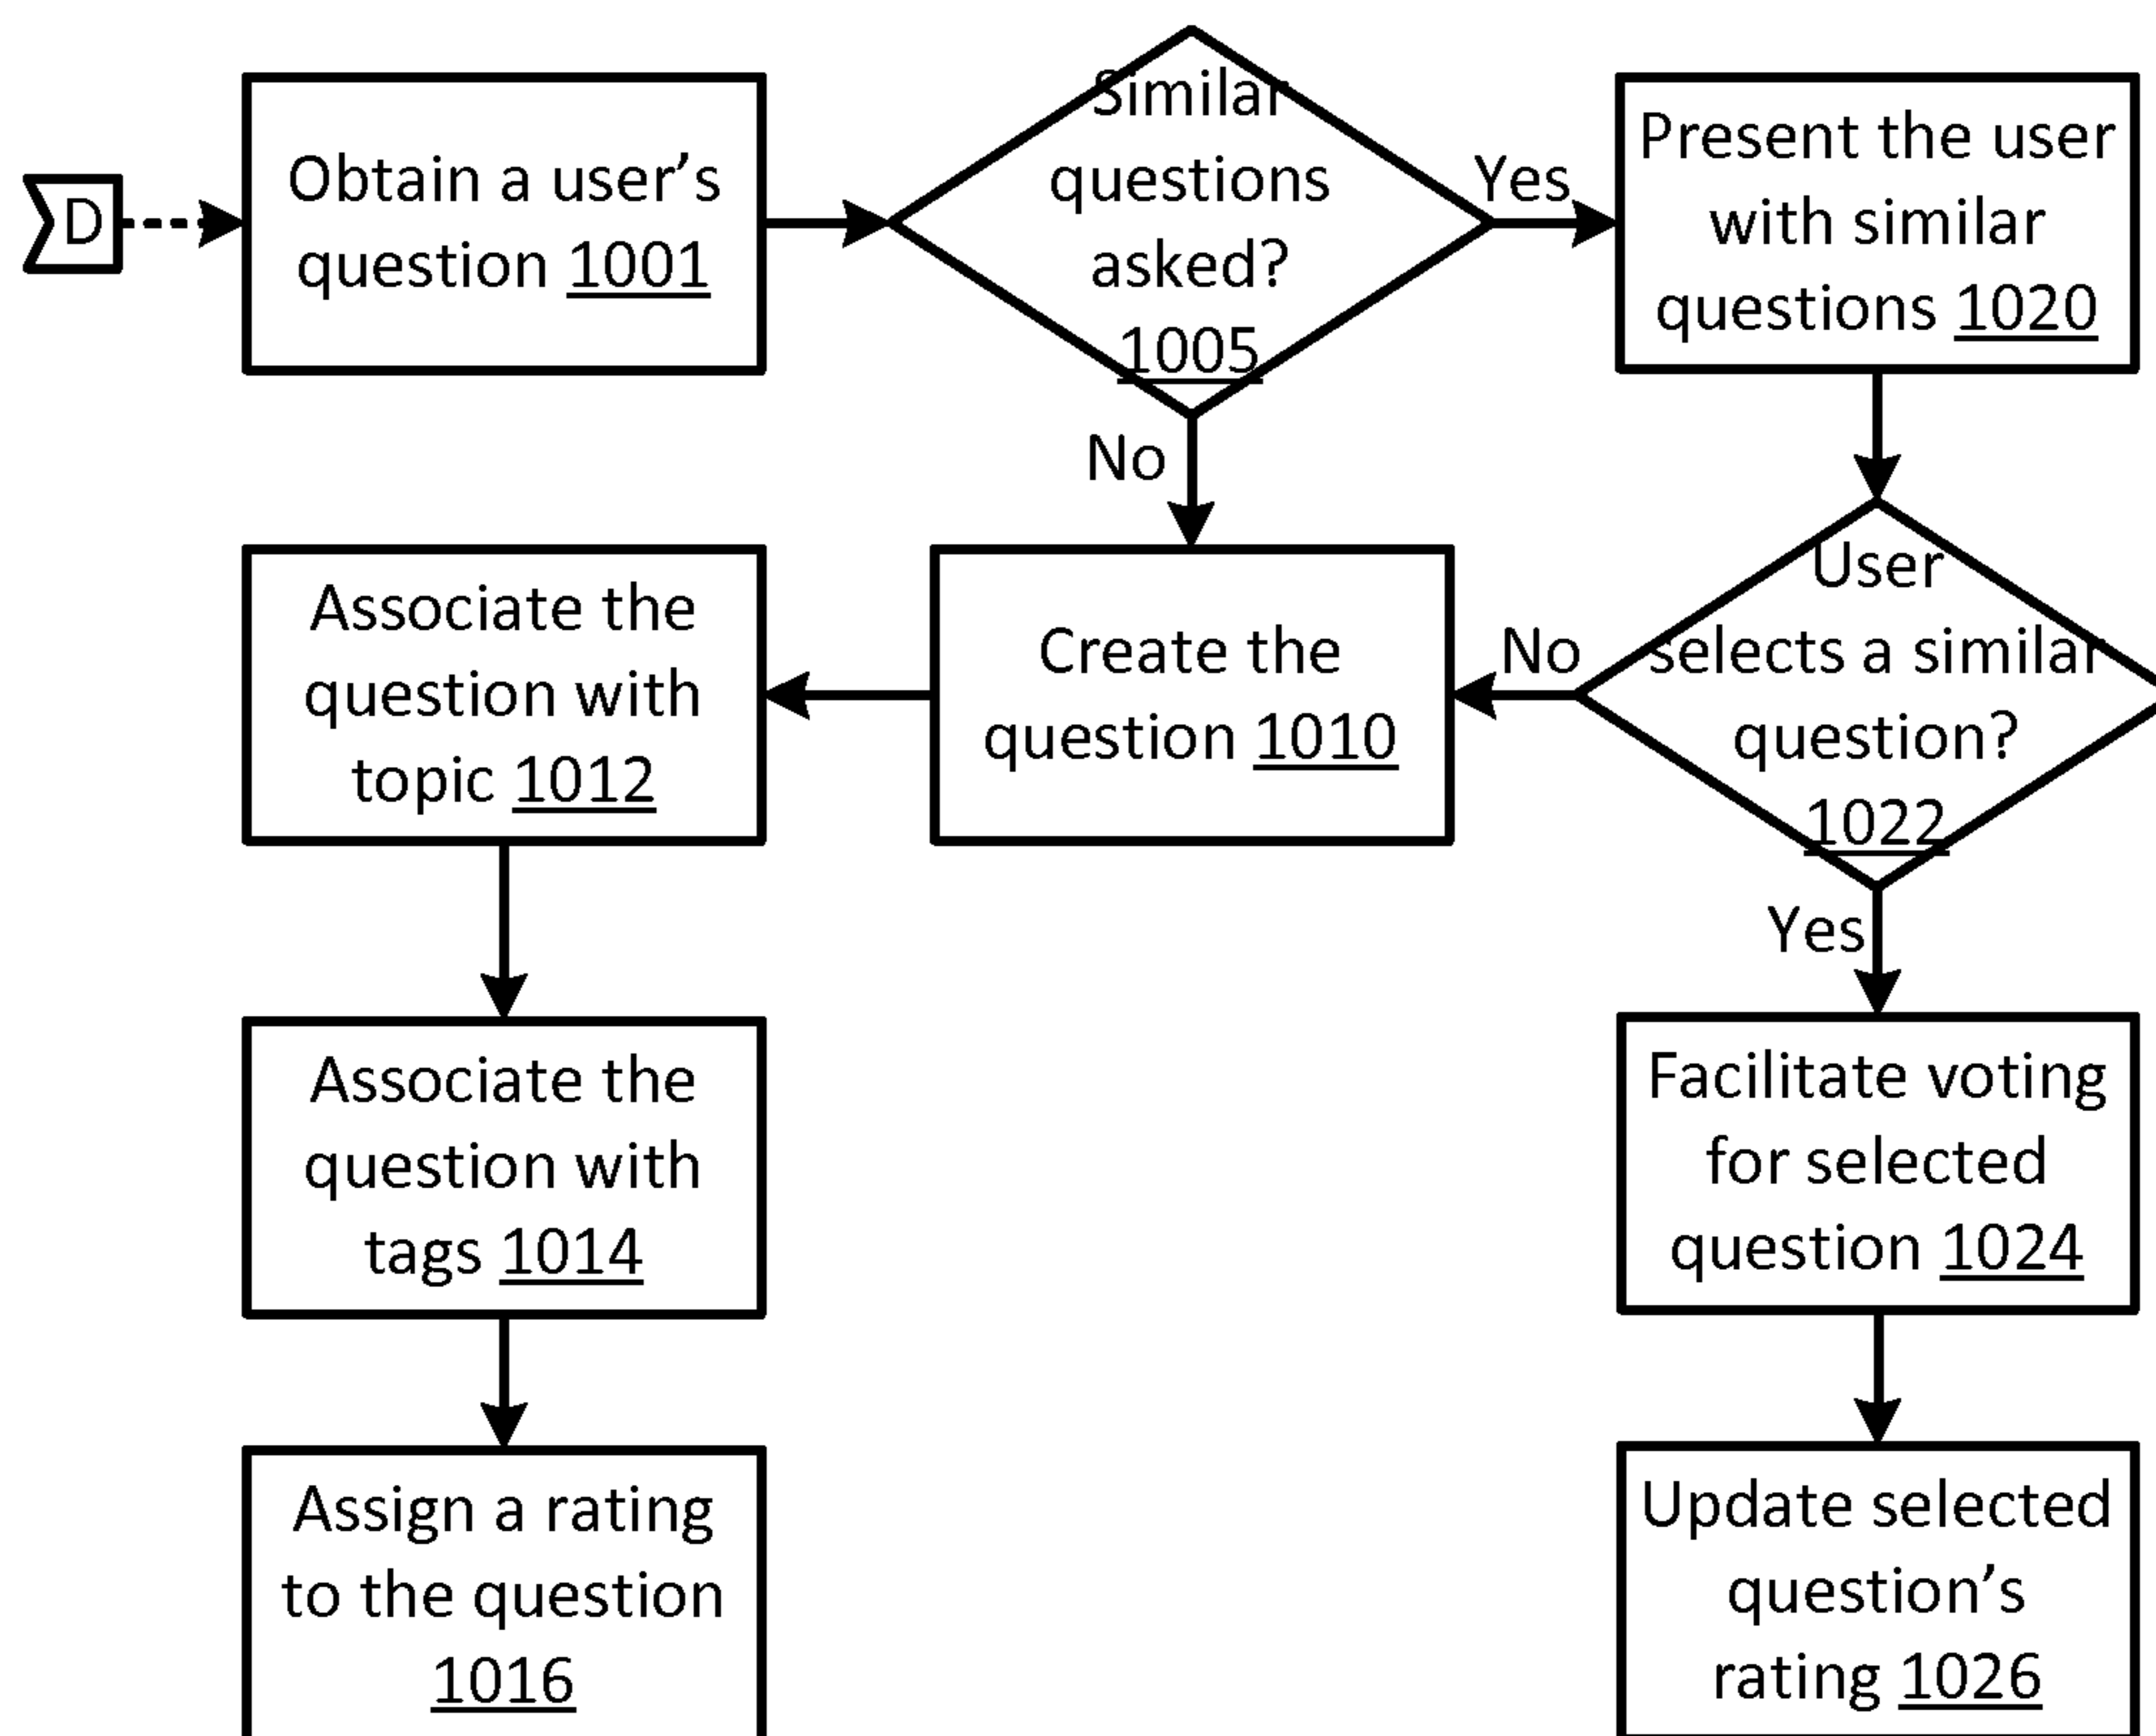 D
Obtain a user’s
question 1001
Similar
questions
asked?
1005
Yes
Present the user
with similar
questions 1020
No
Associate the
question with
topic 1012
Create the
question 1010
No
User
selects a similar
question?
1022
Yes
Associate the
question with
tags 1014
Facilitate voting
for selected
question 1024
Assign a rating
to the question
1016
Update selected
question’s
rating 1026